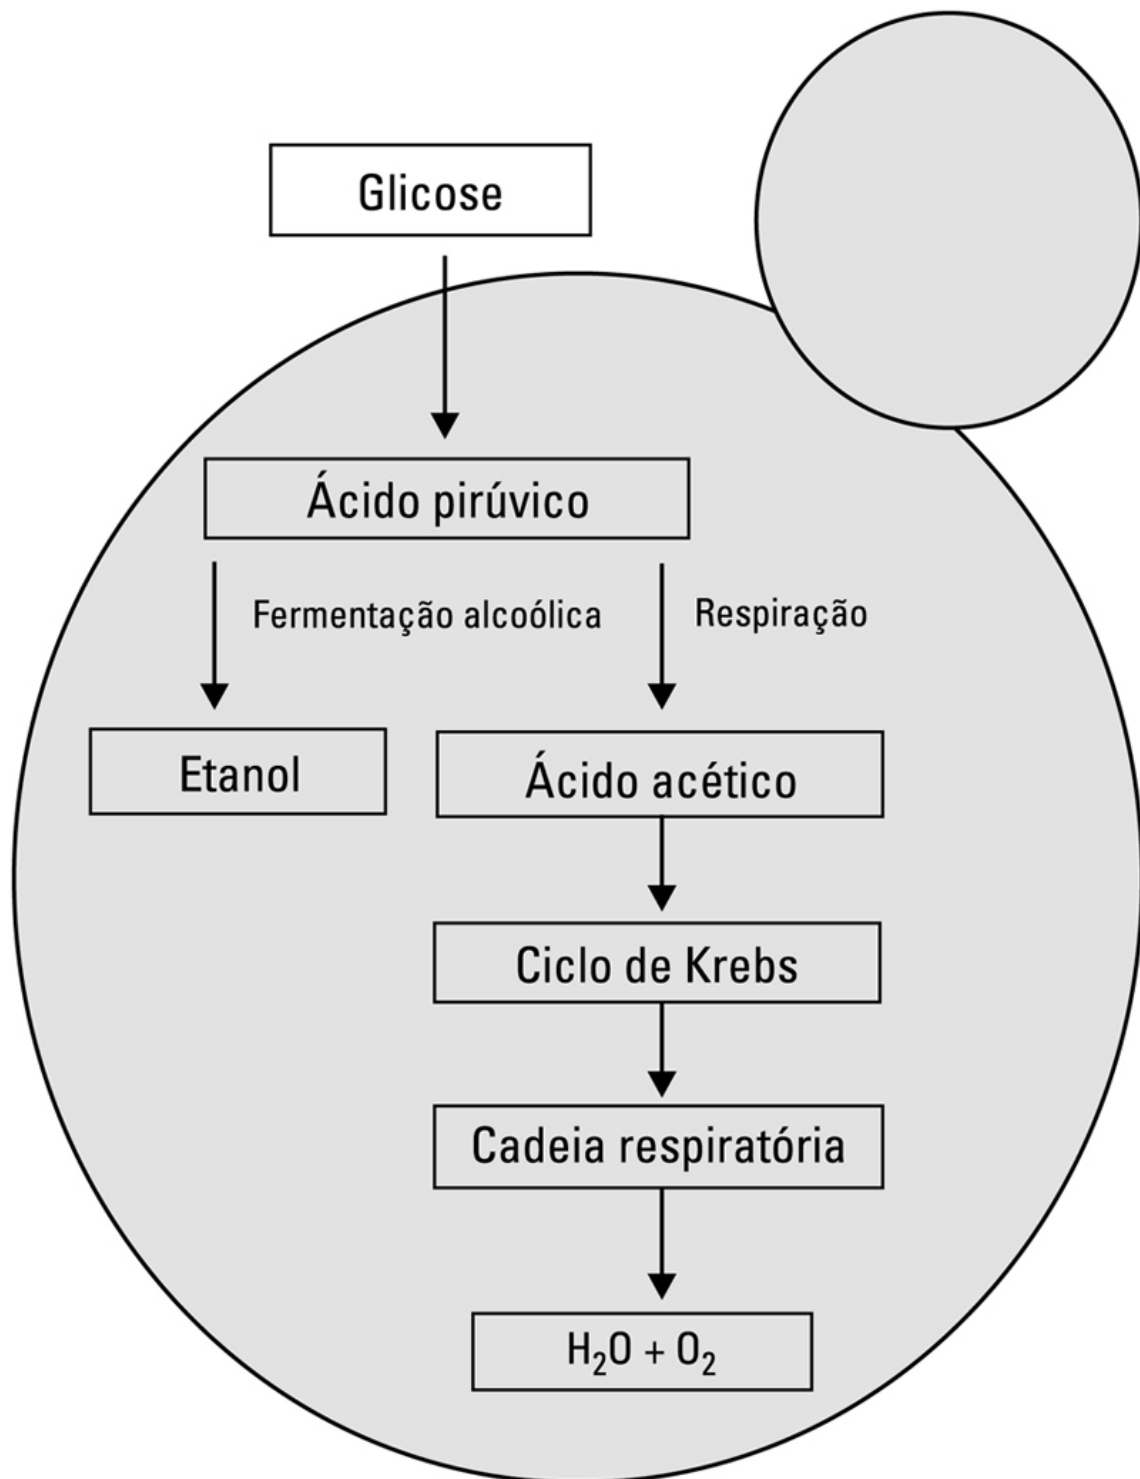 Glicose
Ácido pirúvico
Fermentação alcoólica
Respiração
Etanol
Ácido acético
Ciclo de Krebs
Cadeia respiratória
H₂O + O₂